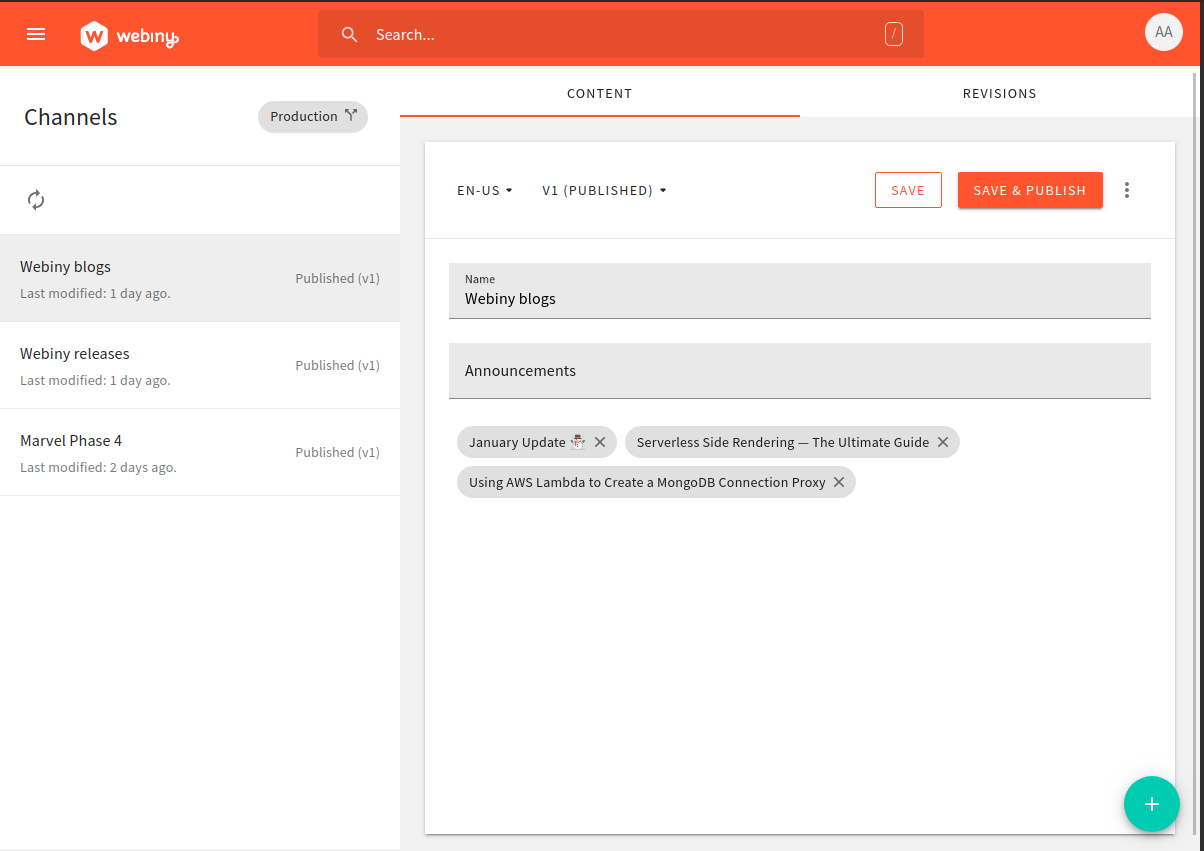 webiny
Search...
/
AA
Channels
Production
CONTENT
REVISIONS
EN-US
V1 (PUBLISHED)
SAVE
SAVE & PUBLISH
Webiny blogs
Last modified: 1 day ago.
Published (v1)
Webiny releases
Last modified: 1 day ago.
Published (v1)
Marvel Phase 4
Last modified: 2 days ago.
Published (v1)
Name
Webiny blogs
Announcements
January Update ☃️
Serverless Side Rendering — The Ultimate Guide
Using AWS Lambda to Create a MongoDB Connection Proxy